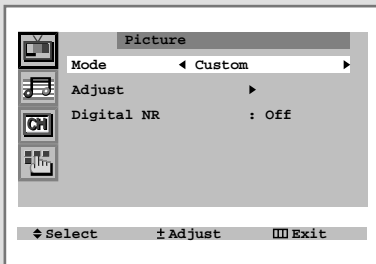 Picture
Mode ◀ Custom ▶
Adjust ▶
CH
Digital NR : Off
Select ± Adjust Exit